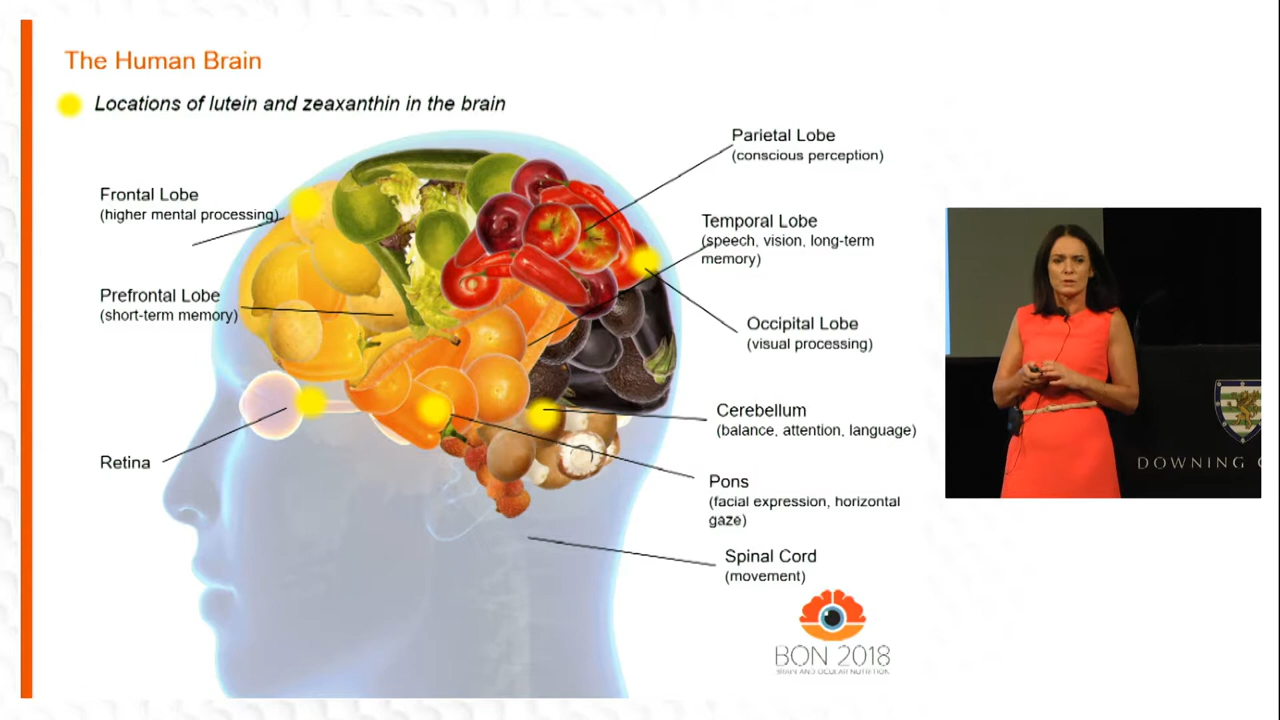 The Human Brain
Locations of lutein and zeaxanthin in the brain
Parietal Lobe
(conscious perception)
Frontal Lobe
(higher mental processing)
Temporal Lobe
(speech, vision, long-term
memory)
Prefrontal Lobe
(short-term memory)
Occipital Lobe
(visual processing)
Cerebellum
(balance, attention, language)
Retina
Pons
(facial expression, horizontal
gaze)
Spinal Cord
(movement)
BON 2018
BRAIN AND OCULAR NUTRITION
DOWNING